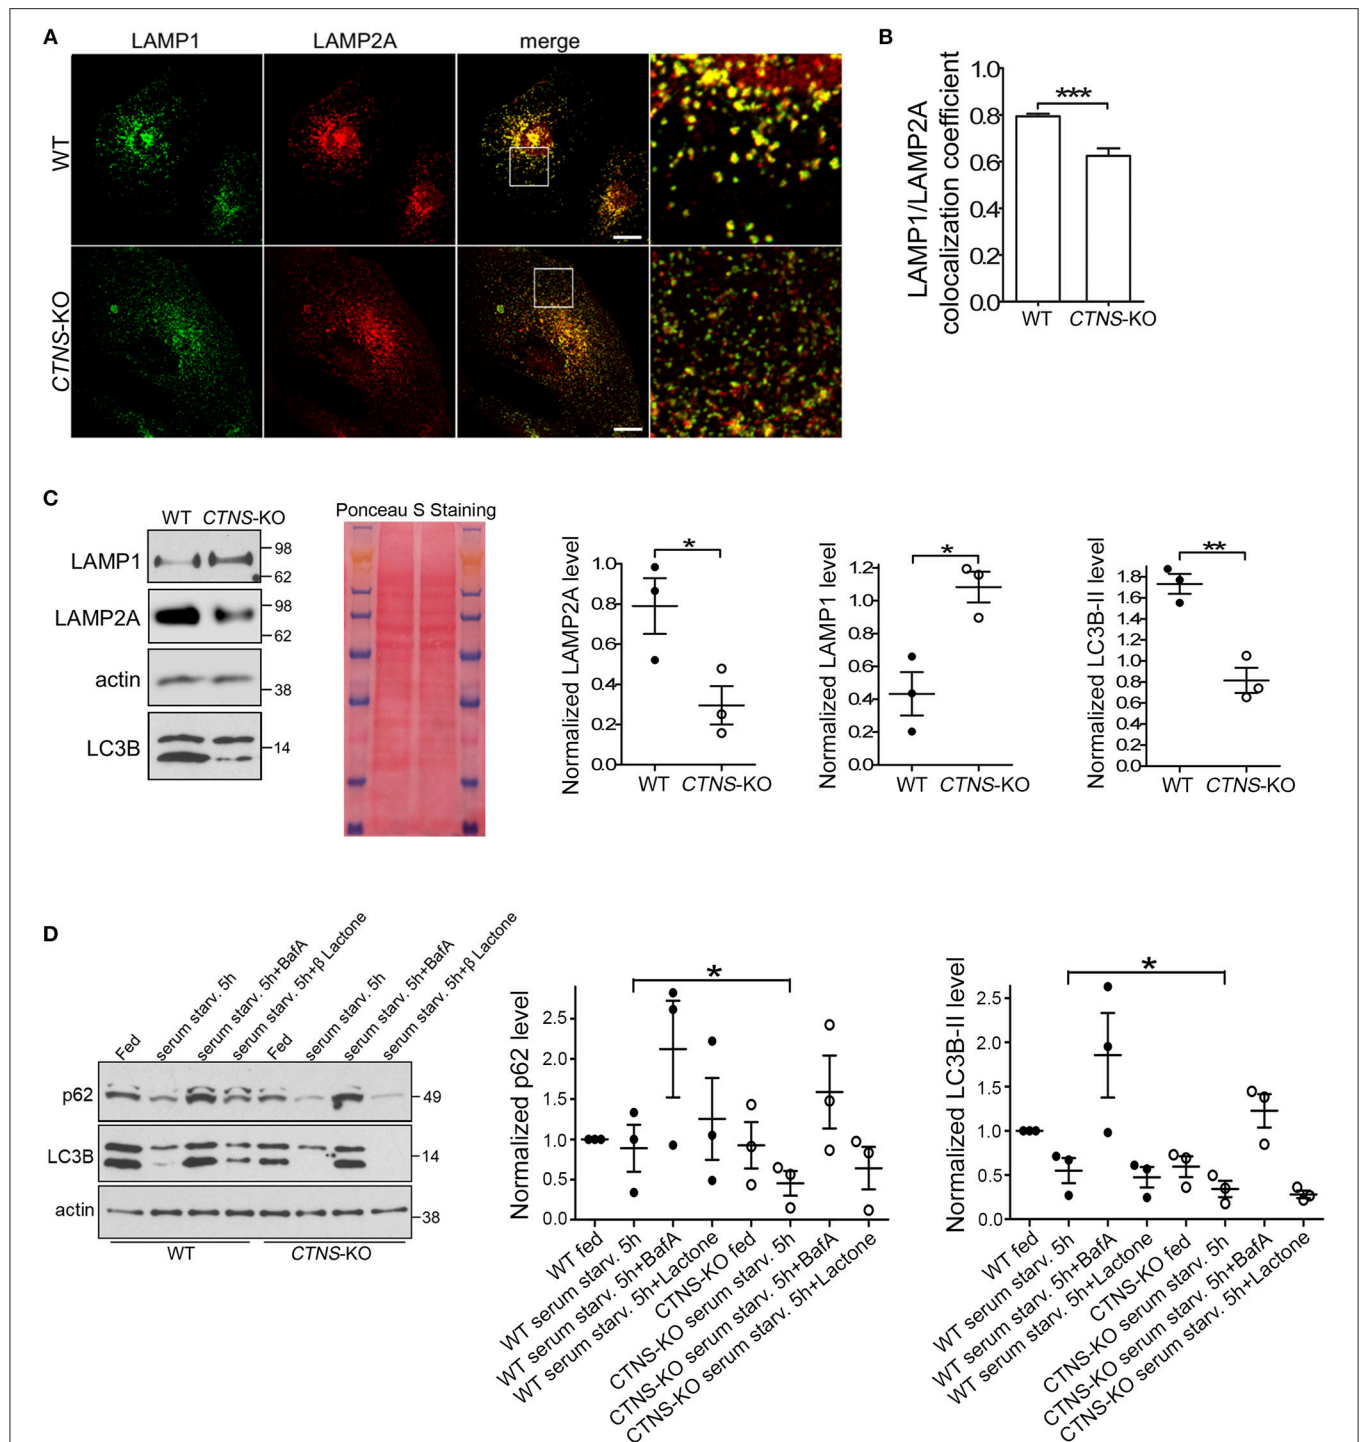 A
LAMP1
LAMP2A
merge
WT
CTNS-KO
B
LAMP1/LAMP2A
colocalization coefficient
1.0
0.8
0.6
0.4
0.2
0.0
***
WT
CTNS-KO
C
WT CTNS-KO
LAMP1
98
62
LAMP2A
98
62
actin
38
LC3B
14
Ponceau S Staining
Normalized LAMP2A level
1.0
0.8
0.6
0.4
0.2
0.0
*
WT CTNS-KO
Normalized LAMP1 level
1.20
1.0
0.8
0.6
0.4
0.2
0.0
*
WT CTNS-KO
Normalized LC3B-II level
1.8
1.6
1.4
1.2
1.0
0.8
0.6
0.4
0.2
0.0
**
WT CTNS-KO
D
Fed
serum starv. 5h
serum starv. 5h+BafA
serum starv. 5h+β Lactone
Fed
serum starv. 5h
serum starv. 5h+BafA
serum starv. 5h+β Lactone
p62
49
LC3B
14
actin
38
WT
CTNS-KO
Normalized p62 level
2.5
2.0
1.5
1.0
0.5
0.0
*
WT fed
WT serum starv. 5h
WT serum starv. 5h+BafA
WT serum starv. 5h+Lactone
CTNS-KO fed
CTNS-KO serum starv. 5h
CTNS-KO serum starv. 5h+BafA
CTNS-KO serum starv. 5h+Lactone
Normalized LC3B-II level
2.5
2.0
1.5
1.0
0.5
0.0
*
WT fed
WT serum starv. 5h
WT serum starv. 5h+BafA
WT serum starv. 5h+Lactone
CTNS-KO fed
CTNS-KO serum starv. 5h
CTNS-KO serum starv. 5h+BafA
CTNS-KO serum starv. 5h+Lactone